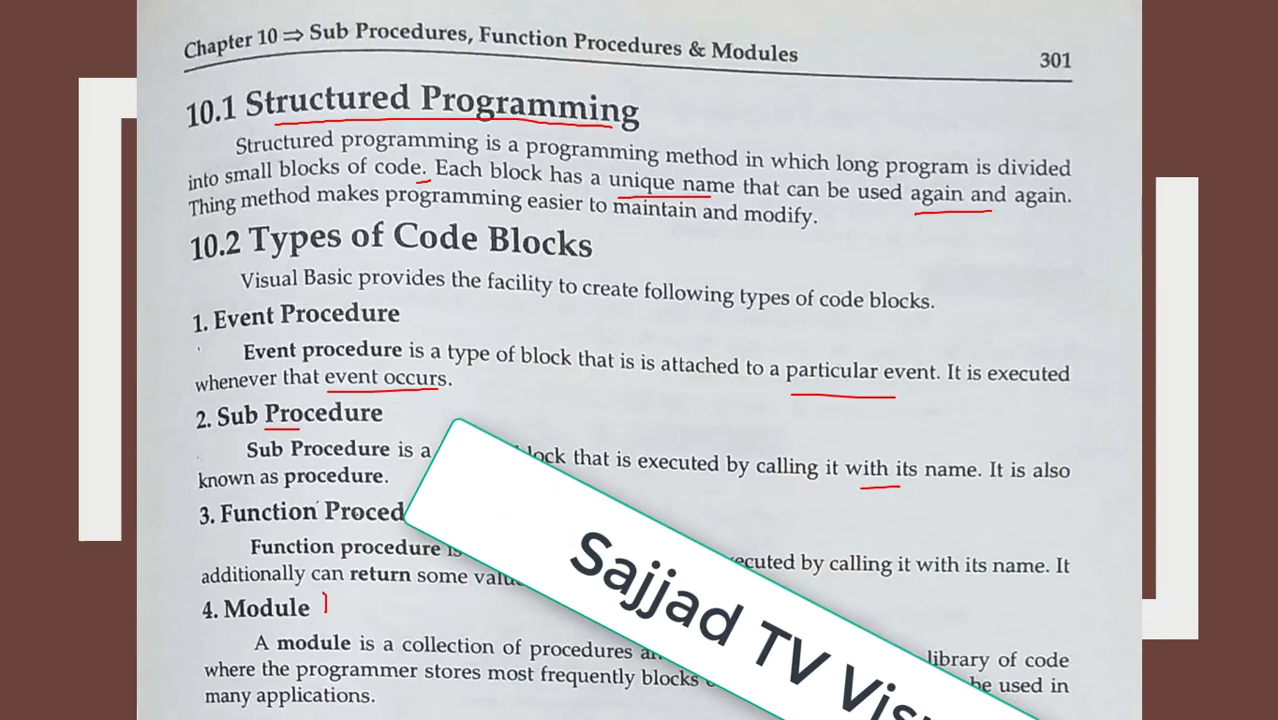 Chapter 10 ⇒ Sub Procedures, Function Procedures & Modules 301
10.1 Structured Programming
Structured programming is a programming method in which long program is divided
into small blocks of code. Each block has a unique name that can be used again and again.
Thing method makes programming easier to maintain and modify.
10.2 Types of Code Blocks
Visual Basic provides the facility to create following types of code blocks.
1. Event Procedure
Event procedure is a type of block that is is attached to a particular event. It is executed
whenever that event occurs.
2. Sub Procedure
Sub Procedure is a lock that is executed by calling it with its name. It is also
known as procedure.
3. Function Proced
Function procedure is ecuted by calling it with its name. It
additionally can return some valu
4. Module
A module is a collection of procedures an library of code
where the programmer stores most frequently blocks be used in
many applications.
Sajjad TV Vis